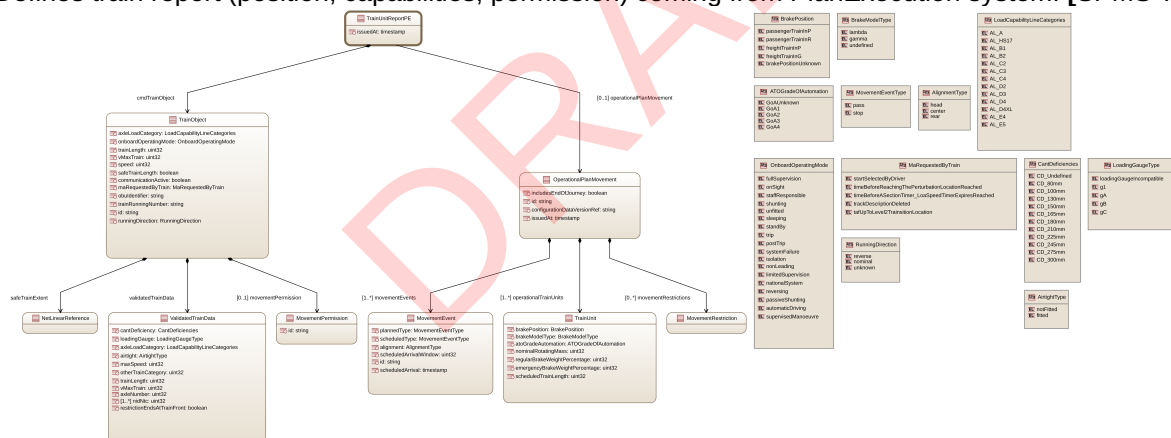 Defines train report (position, capabilities, permission) coming from PlanExecution system.
DRA
TrainUnitReportPE
issuedAt: timestamp
cmdTrainObject
[0..1] operationalPlanMovement
TrainObject
axleLoadCategory: LoadCapabilityLineCategories
onboardOperatingMode: OnboardOperatingMode
trainLength: uint32
vMaxTrain: uint32
speed: uint32
safeTrainLength: boolean
communicationActive: boolean
maRequestedByTrain: MaRequestedByTrain
obuIdentifier: string
trainRunningNumber: string
id: string
runningDirection: RunningDirection
OperationalPlanMovement
includesEndOfJourney: boolean
id: string
configurationDataVersionRef: string
issuedAt: timestamp
safeTrainExtent
validatedTrainData
[0..1] movementPermission
[1..*] movementEvents
[1..*] operationalTrainUnits
[0..*] movementRestrictions
NetLinearReference
ValidatedTrainData
cantDeficiency: CantDeficiencies
loadingGauge: LoadingGaugeType
axleLoadCategory: LoadCapabilityLineCategories
airtight: AirtightType
maxSpeed: uint32
otherTrainCategory: uint32
trainLength: uint32
vMaxTrain: uint32
axleNumber: uint32
[1..*] nidNtc: uint32
restrictionEndsAtTrainFront: boolean
MovementPermission
id: string
MovementEvent
plannedType: MovementEventType
scheduledType: MovementEventType
alignment: AlignmentType
scheduledArrivalWindow: uint32
id: string
scheduledArrival: timestamp
TrainUnit
brakePosition: BrakePosition
brakeModelType: BrakeModelType
atoGradeAutomation: ATOGradeOfAutomation
nominalRotatingMass: uint32
regularBrakeWeightPercentage: uint32
emergencyBrakeWeightPercentage: uint32
scheduledTrainLength: uint32
MovementRestriction
BrakePosition
passengerTrainInP
passengerTrainInR
freightTrainInP
freightTrainInG
brakePositionUnknown
BrakeModelType
lambda
gamma
undefined
LoadCapabilityLineCategories
AL_A
AL_HS17
AL_B1
AL_B2
AL_C2
AL_C3
AL_C4
AL_D2
AL_D3
AL_D4
AL_D4XL
AL_E4
AL_E5
ATOGradeOfAutomation
GoAUnknown
GoA1
GoA2
GoA3
GoA4
MovementEventType
pass
stop
AlignmentType
head
center
rear
OnboardOperatingMode
fullSupervision
onSight
staffResponsible
shunting
unfitted
sleeping
standBy
trip
postTrip
systemFailure
isolation
nonLeading
limitedSupervision
nationalSystem
reversing
passiveShunting
automaticDriving
supervisedManoeuvre
MaRequestedByTrain
startSelectedByDriver
timeBeforeReachingThePerturbationLocationReached
timeBeforeASectionTimer_LoaSpeedTimerExpiresReached
trackDescriptionDeleted
tafUpToLevel2TransitionLocation
RunningDirection
reverse
nominal
unknown
CantDeficiencies
CD_Undefined
CD_80mm
CD_100mm
CD_130mm
CD_150mm
CD_165mm
CD_180mm
CD_210mm
CD_225mm
CD_245mm
CD_275mm
CD_300mm
LoadingGaugeType
loadingGaugeIncompatible
g1
gA
gB
gC
AirtightType
notFitted
fitted